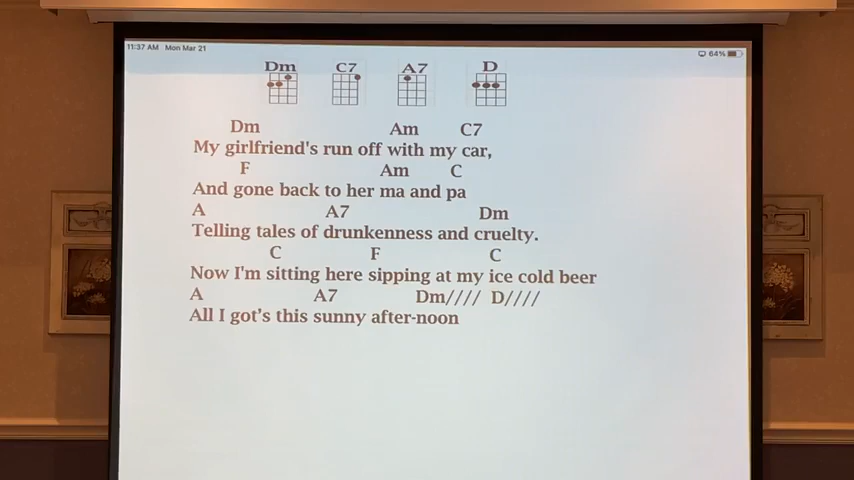 11:37 AM Mon Mar 21 64%
Dm C7 A7 D
Dm Am C7
My girlfriend's run off with my car,
F Am C
And gone back to her ma and pa
A A7 Dm
Telling tales of drunkenness and cruelty.
C F C
Now I'm sitting here sipping at my ice cold beer
A A7 Dm//// D////
All I got's this sunny after-noon